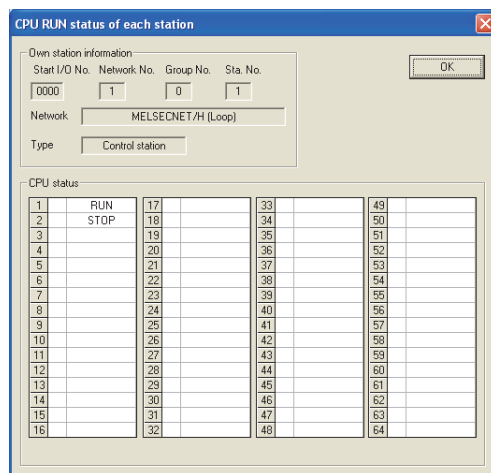 CPU RUN status of each station
Own station information
Start I/O No. Network No. Group No. Sta. No.
0000 1 0 1
OK
Network MELSECNET/H (Loop)
Type Control station
CPU status
1 RUN 17 33 49
2 STOP 18 34 50
3 19 35 51
4 20 36 52
5 21 37 53
6 22 38 54
7 23 39 55
8 24 40 56
9 25 41 57
10 26 42 58
11 27 43 59
12 28 44 60
13 29 45 61
14 30 46 62
15 31 47 63
16 32 48 64